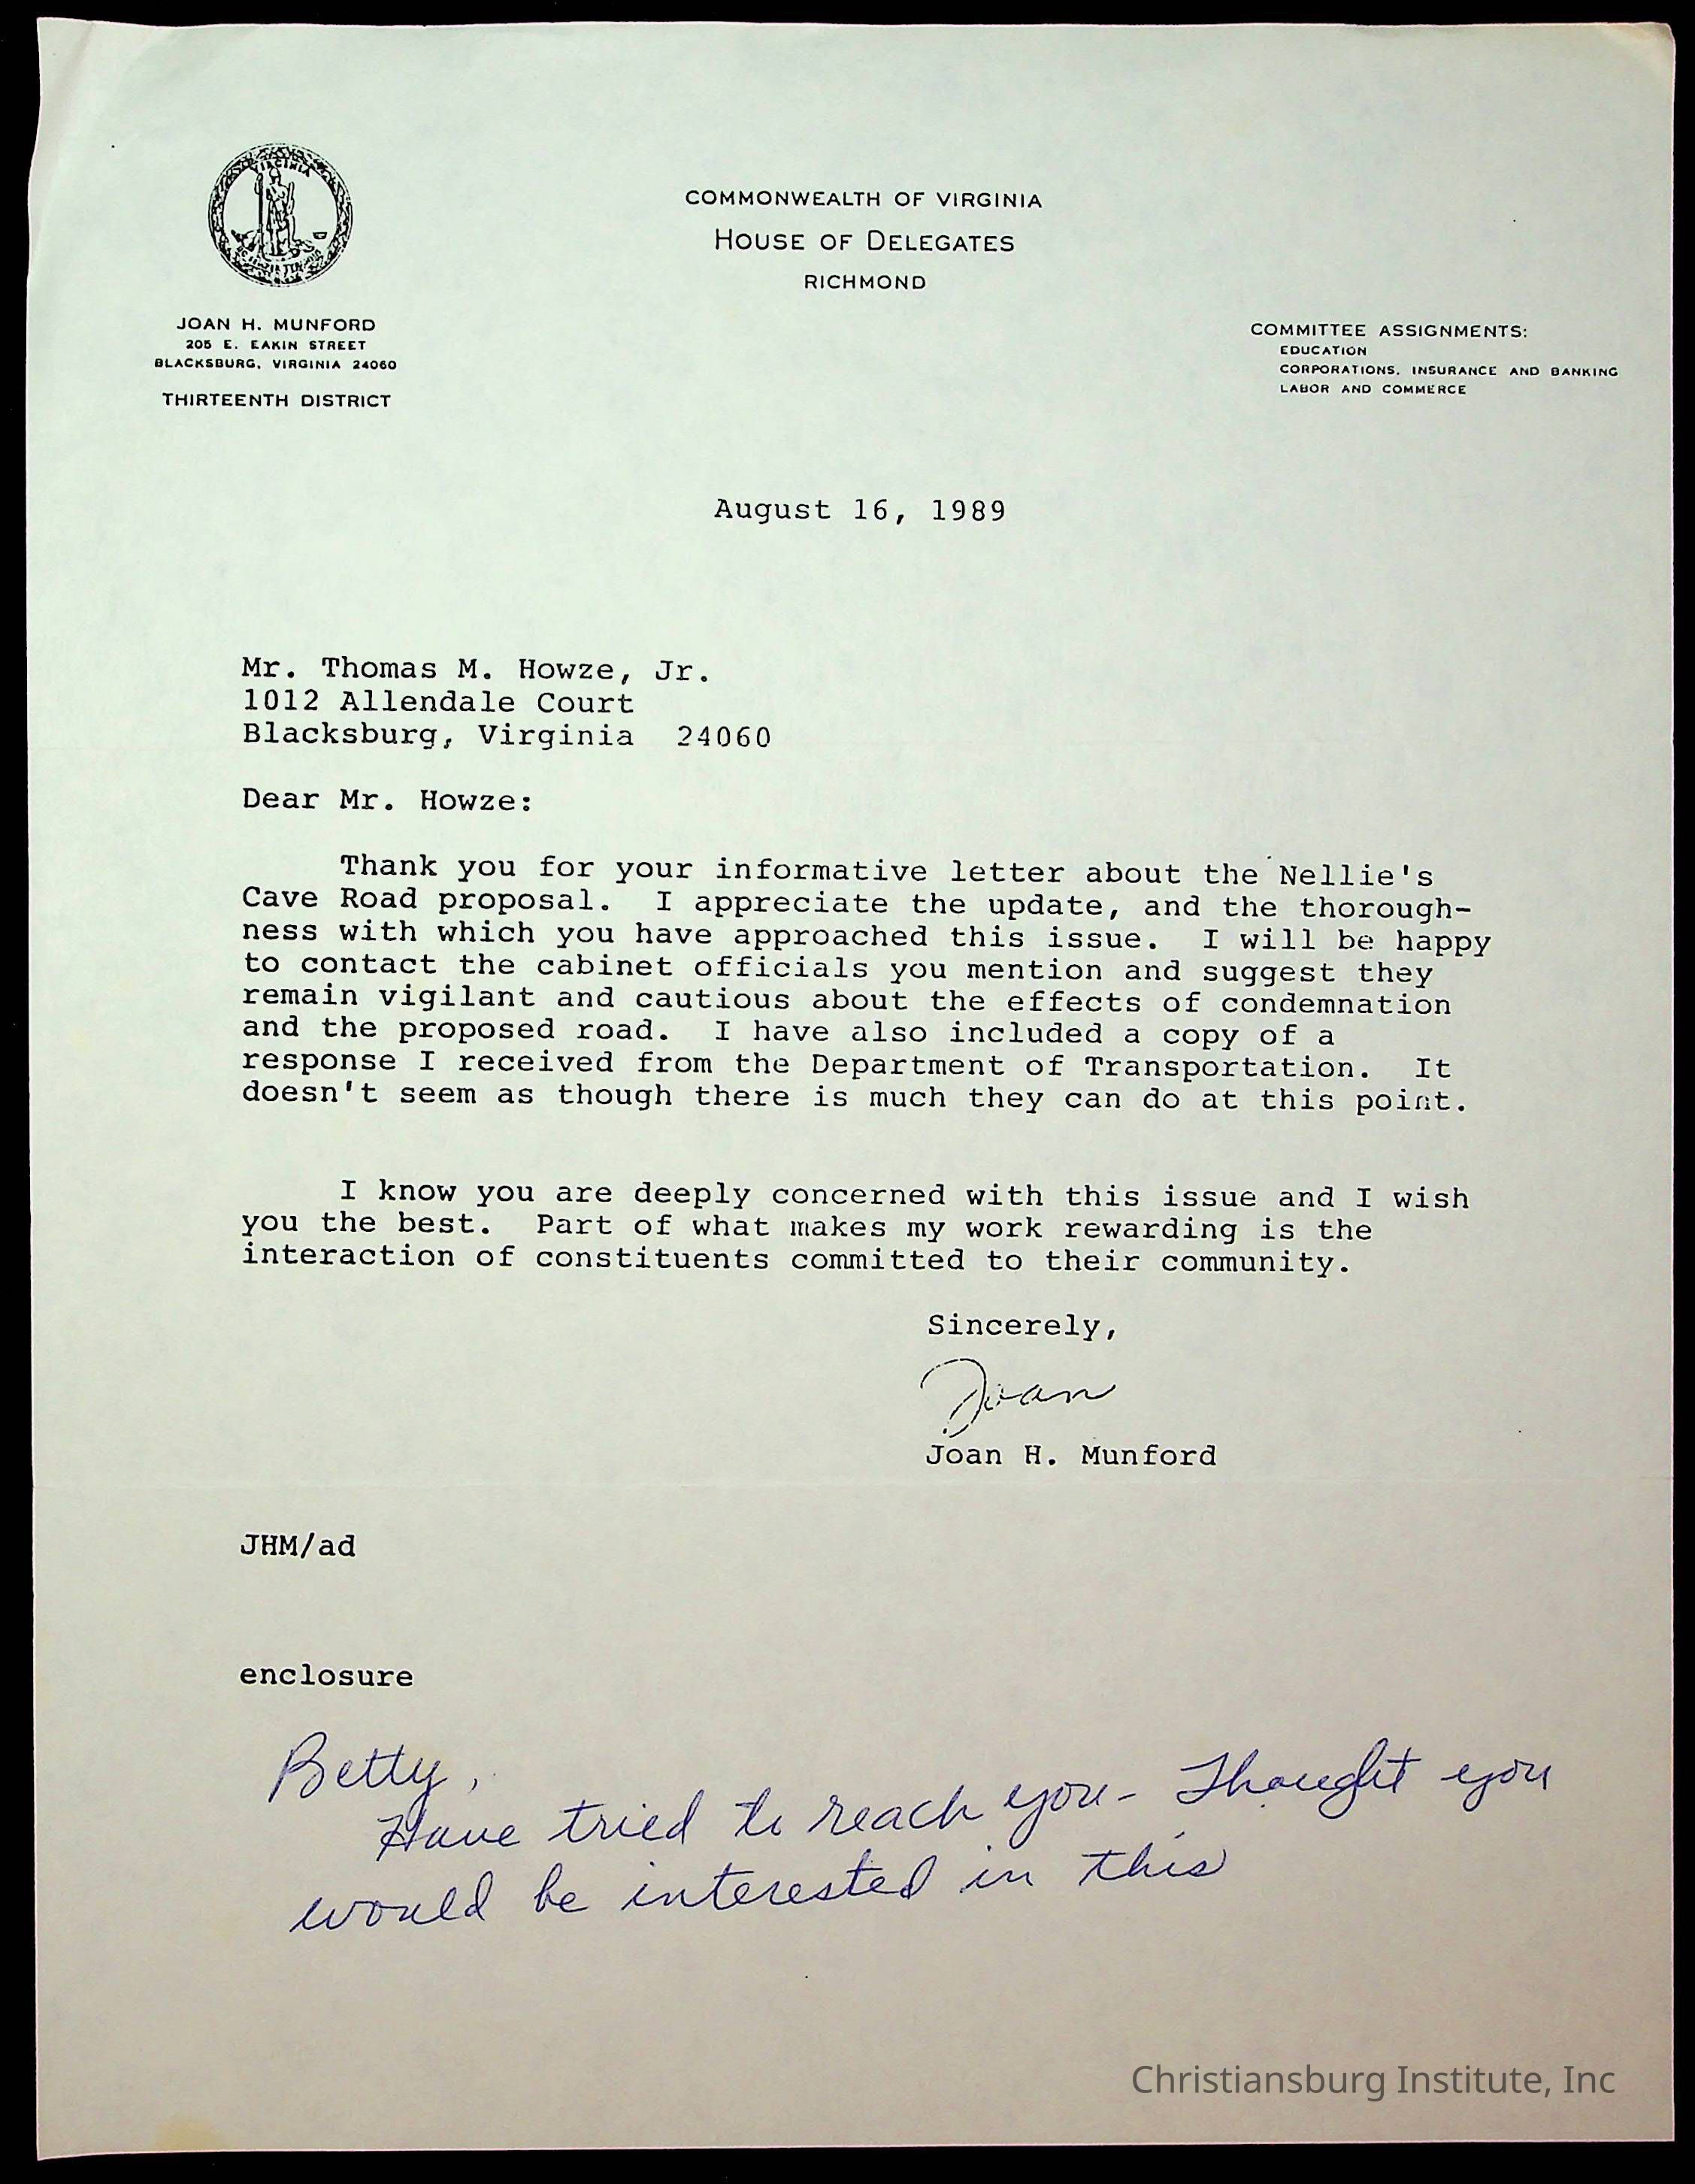 VIRGINIA
COMMONWEALTH OF VIRGINIA
HOUSE OF DELEGATES
RICHMOND
JOAN H. MUNFORD
205 E. EAKIN STREET
BLACKSBURG, VIRGINIA 24060
THIRTEENTH DISTRICT
COMMITTEE ASSIGNMENTS:
EDUCATION
CORPORATIONS, INSURANCE AND BANKING
LABOR AND COMMERCE
August 16, 1989
Mr. Thomas M. Howze, Jr.
1012 Allendale Court
Blacksburg, Virginia 24060
Dear Mr. Howze:
Thank you for your informative letter about the Nellie's
Cave Road proposal. I appreciate the update, and the thorough-
ness with which you have approached this issue. I will be happy
to contact the cabinet officials you mention and suggest they
remain vigilant and cautious about the effects of condemnation
and the proposed road. I have also included a copy of a
response I received from the Department of Transportation. It
doesn't seem as though there is much they can do at this point.
I know you are deeply concerned with this issue and I wish
you the best. Part of what makes my work rewarding is the
interaction of constituents committed to their community.
Sincerely,
Joan
Joan H. Munford
JHM/ad
enclosure
Betty,
Have tried to reach you - Thought you
would be interested in this
Christiansburg Institute, Inc